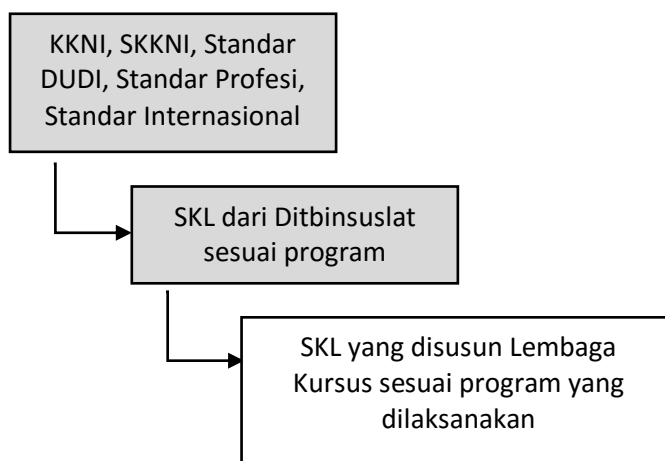 KKNI, SKKNI, Standar
DUDI, Standar Profesi,
Standar Internasional
SKL dari Ditbinsuslat
sesuai program
SKL yang disusun Lembaga
Kursus sesuai program yang
dilaksanakan